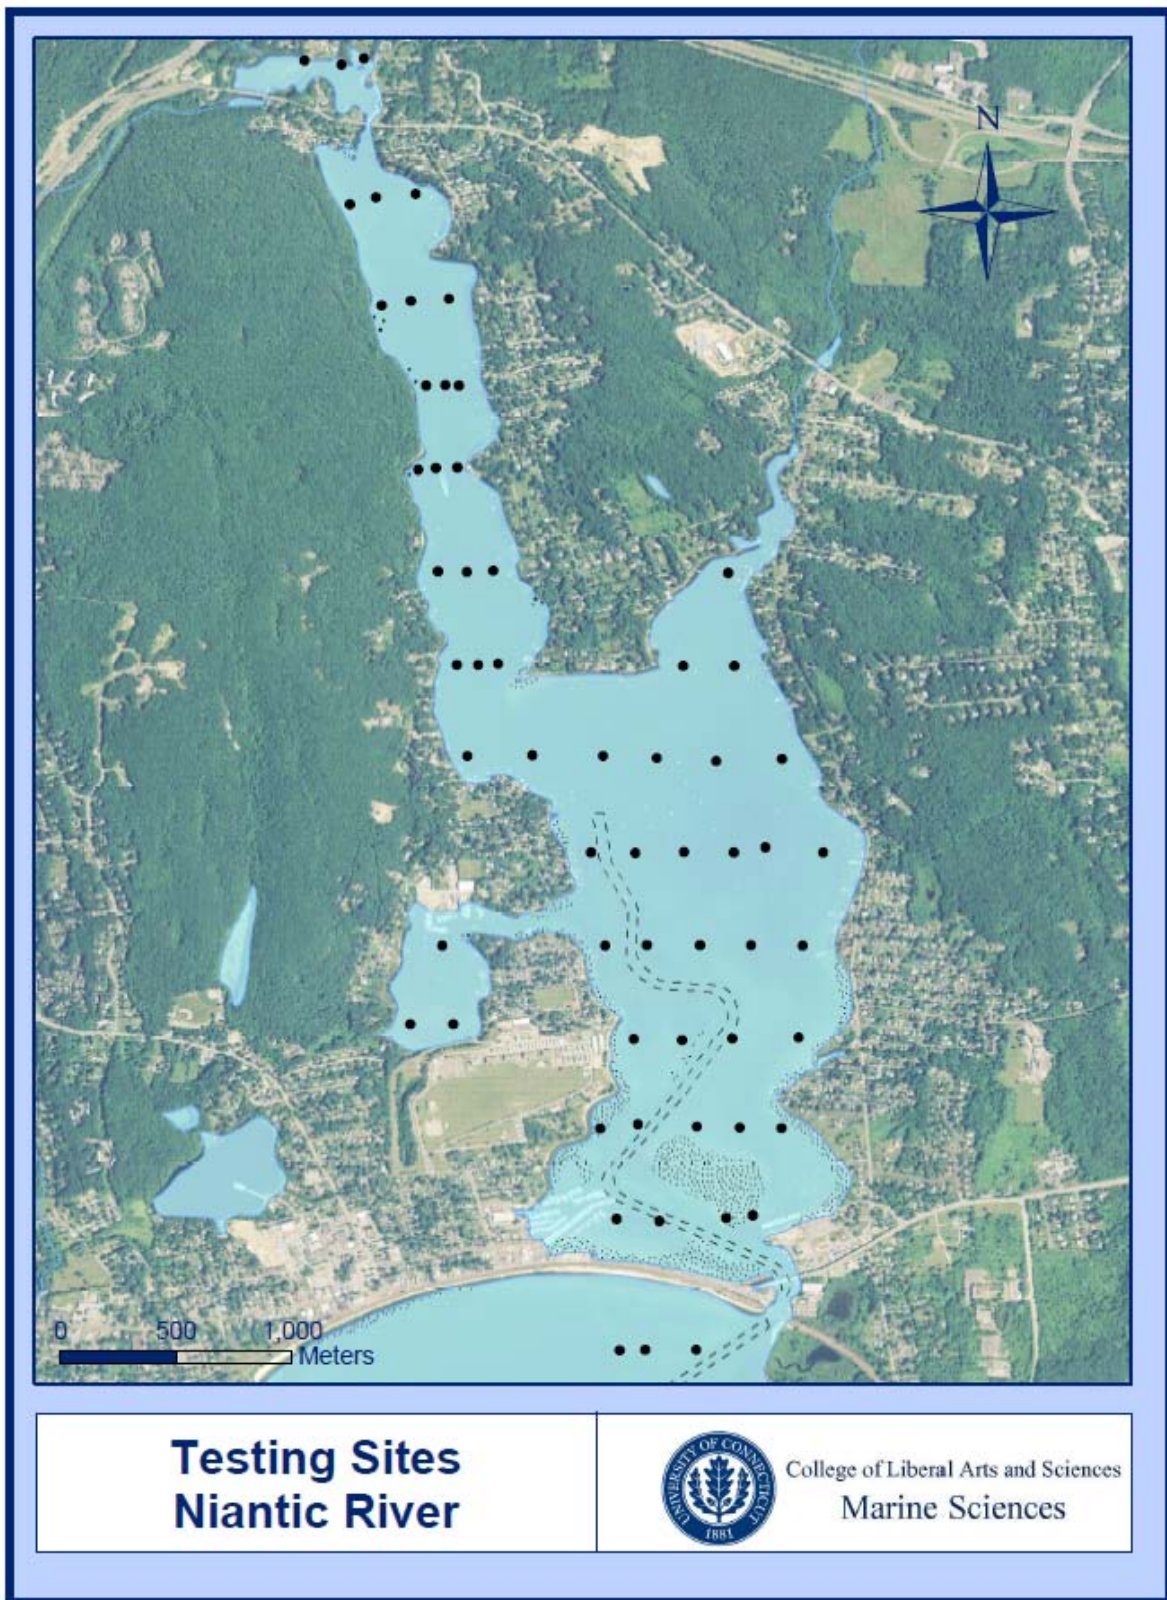 N
0 500 1,000
Meters
Testing Sites
Niantic River
UNIVERSITY OF CONNECTICUT
1881
College of Liberal Arts and Sciences
Marine Sciences